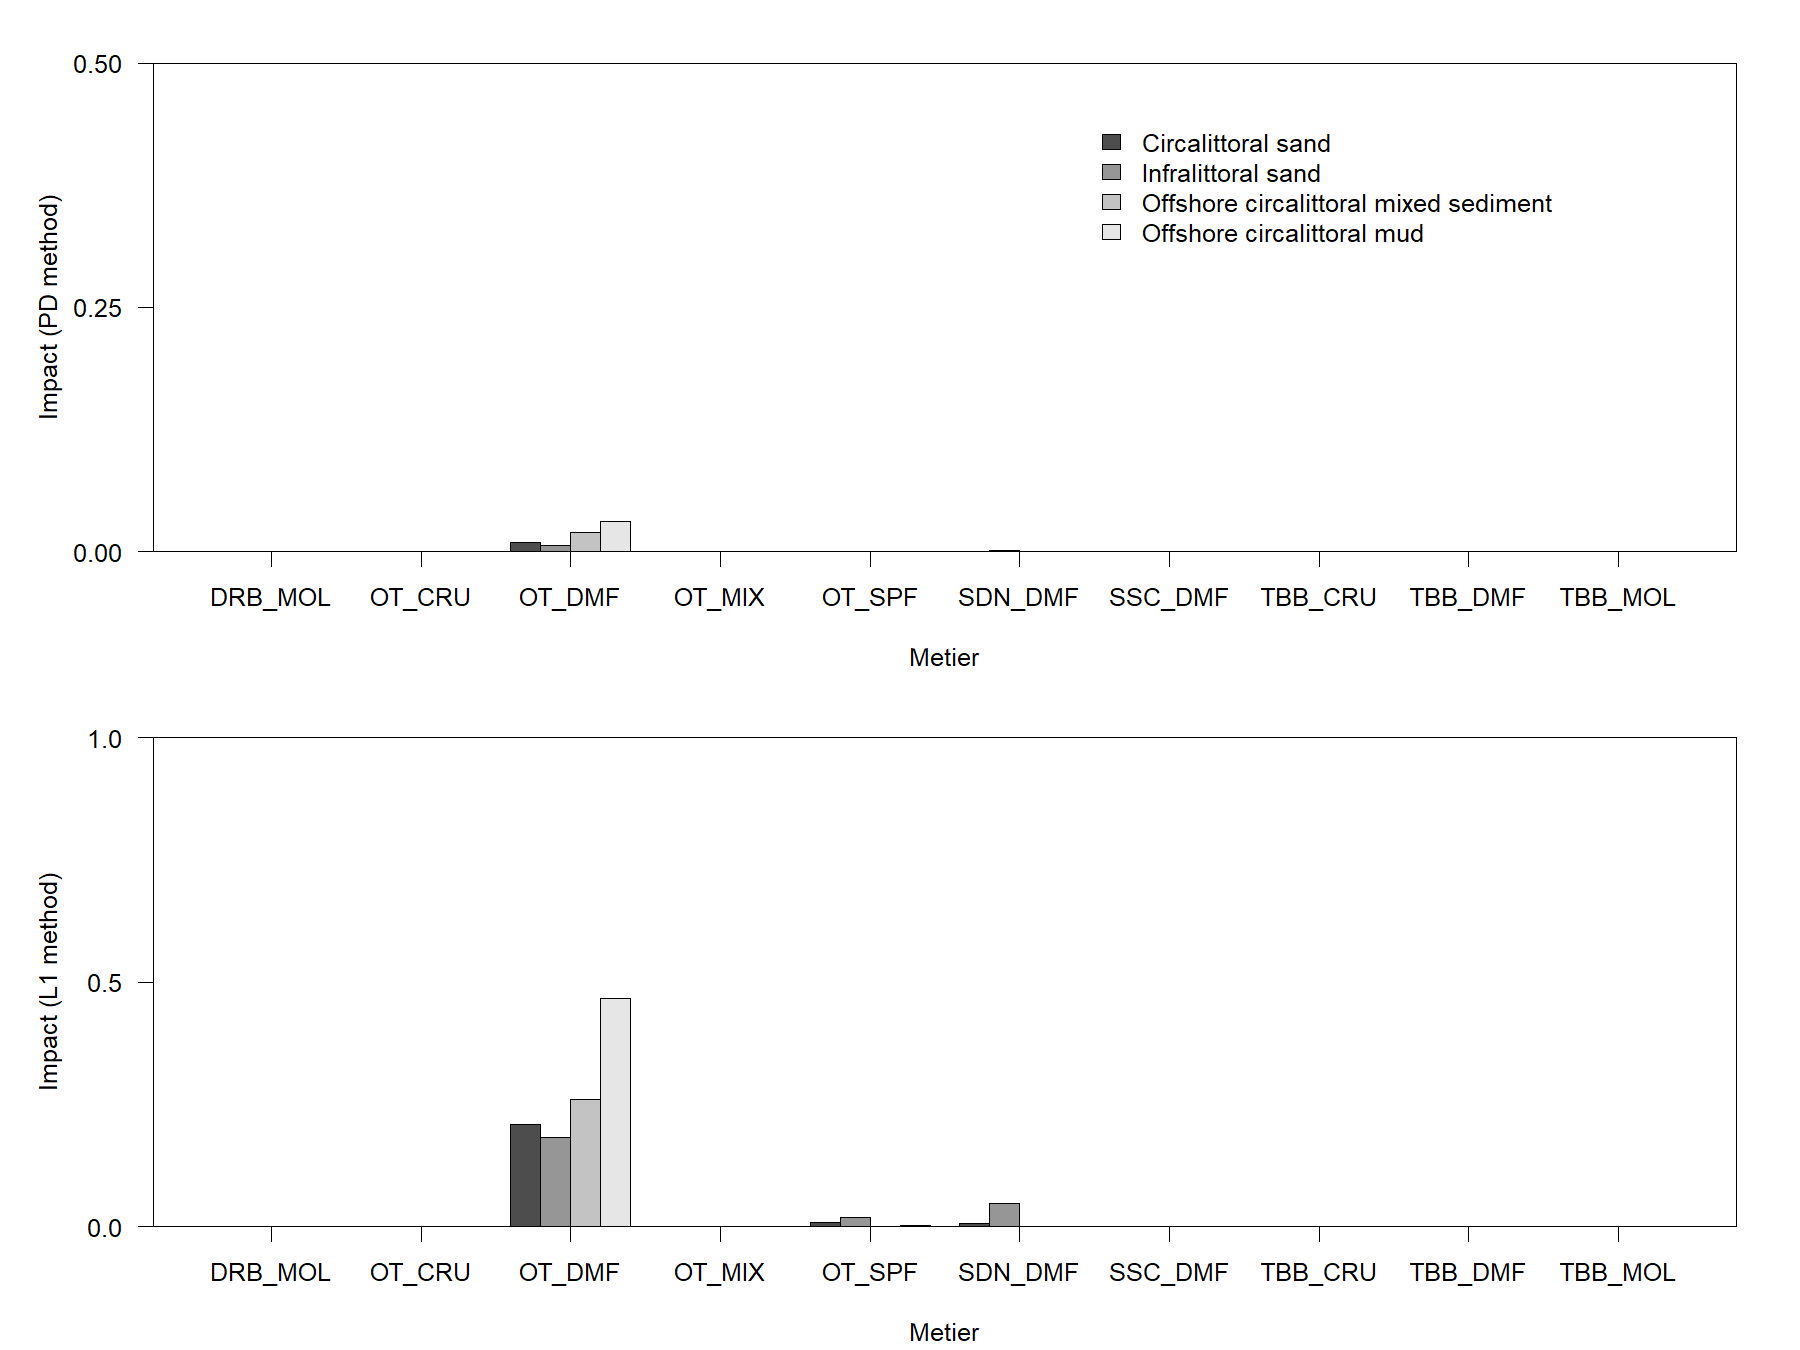 0.50
0.25
0.00
Impact (PD method)
Circalittoral sand
Infralittoral sand
Offshore circalittoral mixed sediment
Offshore circalittoral mud
DRB_MOL OT_CRU OT_DMF OT_MIX OT_SPF SDN_DMF SSC_DMF TBB_CRU TBB_DMF TBB_MOL
Metier
1.0
0.5
0.0
Impact (L1 method)
DRB_MOL OT_CRU OT_DMF OT_MIX OT_SPF SDN_DMF SSC_DMF TBB_CRU TBB_DMF TBB_MOL
Metier